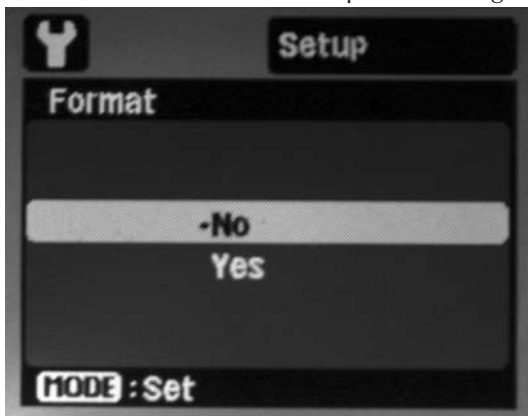 Setup
Format
-No
Yes
MODE :Set